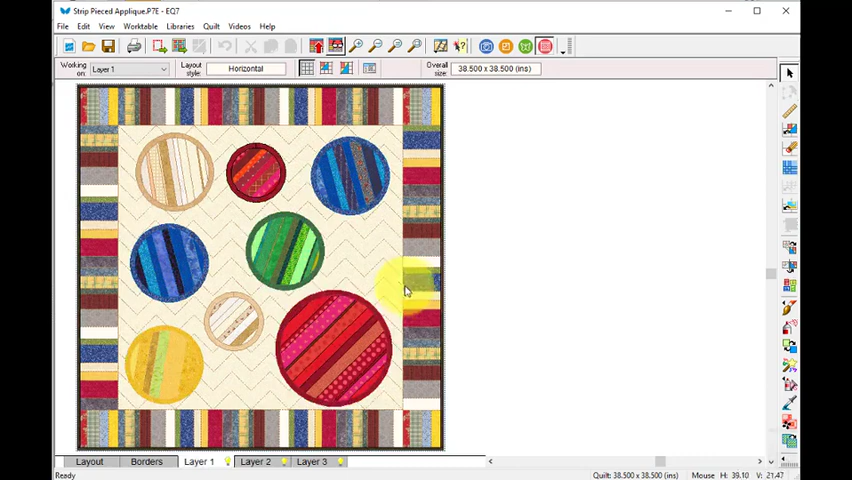 Strip Pieced Applique.P7E - EQ7
File Edit View Worktable Libraries Quilt Videos Help
Working on: Layer 1 Layout style: Horizontal Overall size: 38.500 x 38.500 (ins)
Layout Borders Layer 1 Layer 2 Layer 3
Ready Quilt: 38.500 x 38.500 (ins) Mouse H: 39.10 V: 21.47